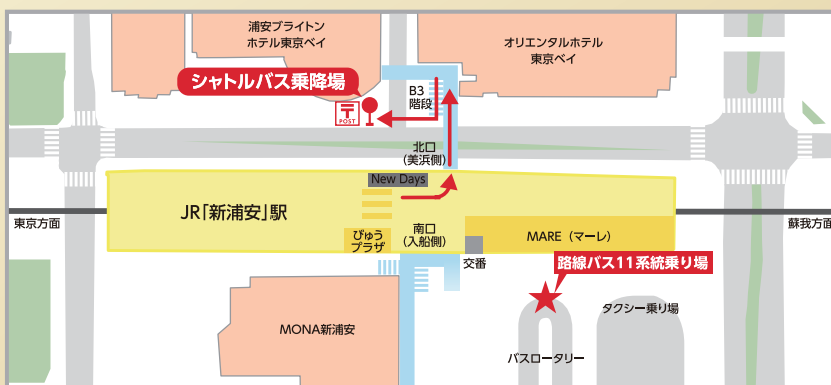 浦安ブライトン
ホテル東京ベイ
オリエンタルホテル
東京ベイ
シャトルバス乗降場
B3
階段
〒
POST
北口
(美浜側)
New Days
JR「新浦安」駅
東京方面
蘇我方面
びゅう
プラザ
南口
(入船側)
MARE(マーレ)
交番
路線バス11系統乗り場
MONA新浦安
タクシー乗り場
バスロータリー